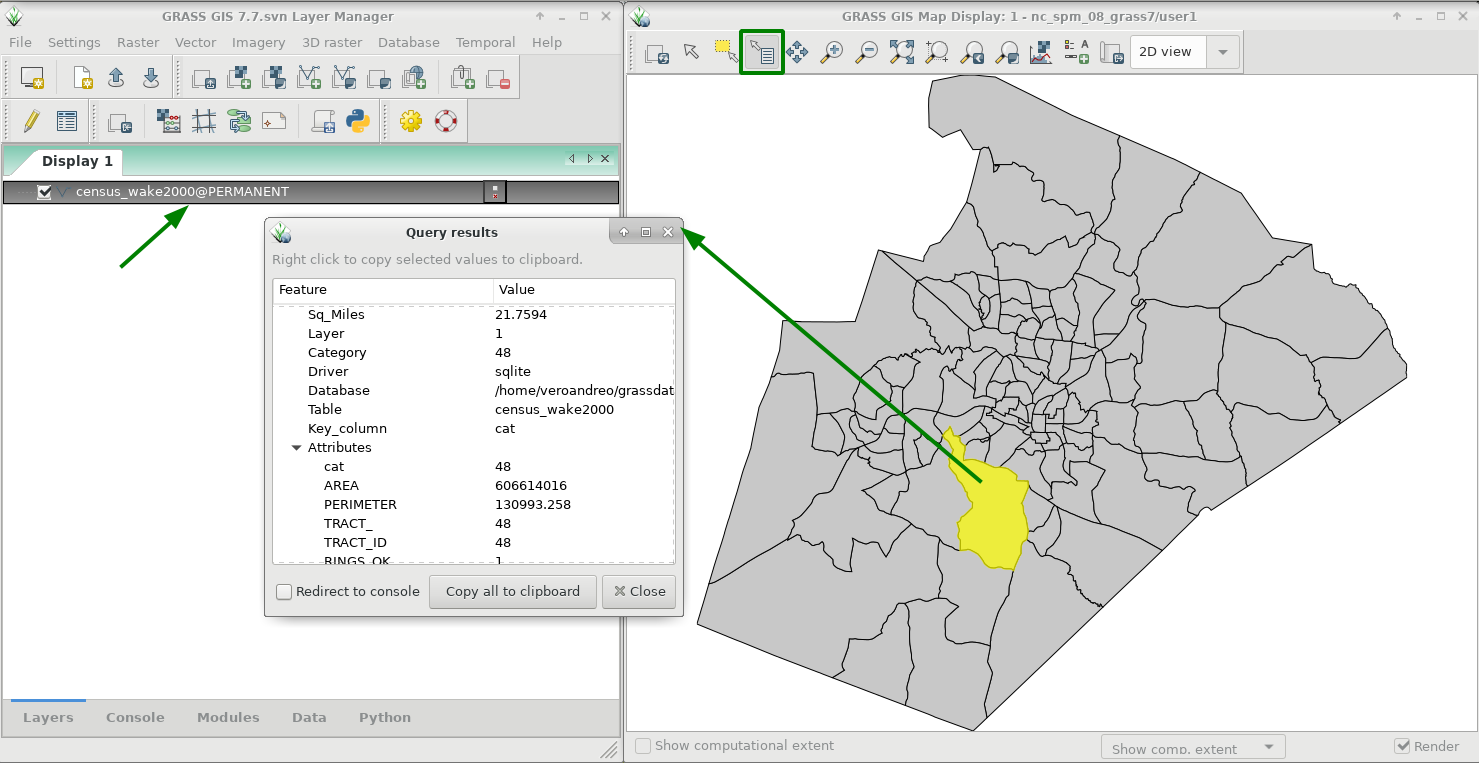 GRASS GIS 7.7.svn Layer Manager
File Settings Raster Vector Imagery 3D raster Database Temporal Help
Display 1
census_wake2000@PERMANENT
Query results
Right click to copy selected values to clipboard.
Feature Value
Sq_Miles 21.7594
Layer 1
Category 48
Driver sqlite
Database /home/veroandreo/grassdat
Table census_wake2000
Key_column cat
Attributes
cat 48
AREA 606614016
PERIMETER 130993.258
TRACT_ 48
TRACT_ID 48
RINGS_OK 1
Redirect to console Copy all to clipboard Close
Layers Console Modules Data Python
GRASS GIS Map Display: 1 - nc_spm_08_grass7/user1
2D view
Show computational extent Show comp. extent Render